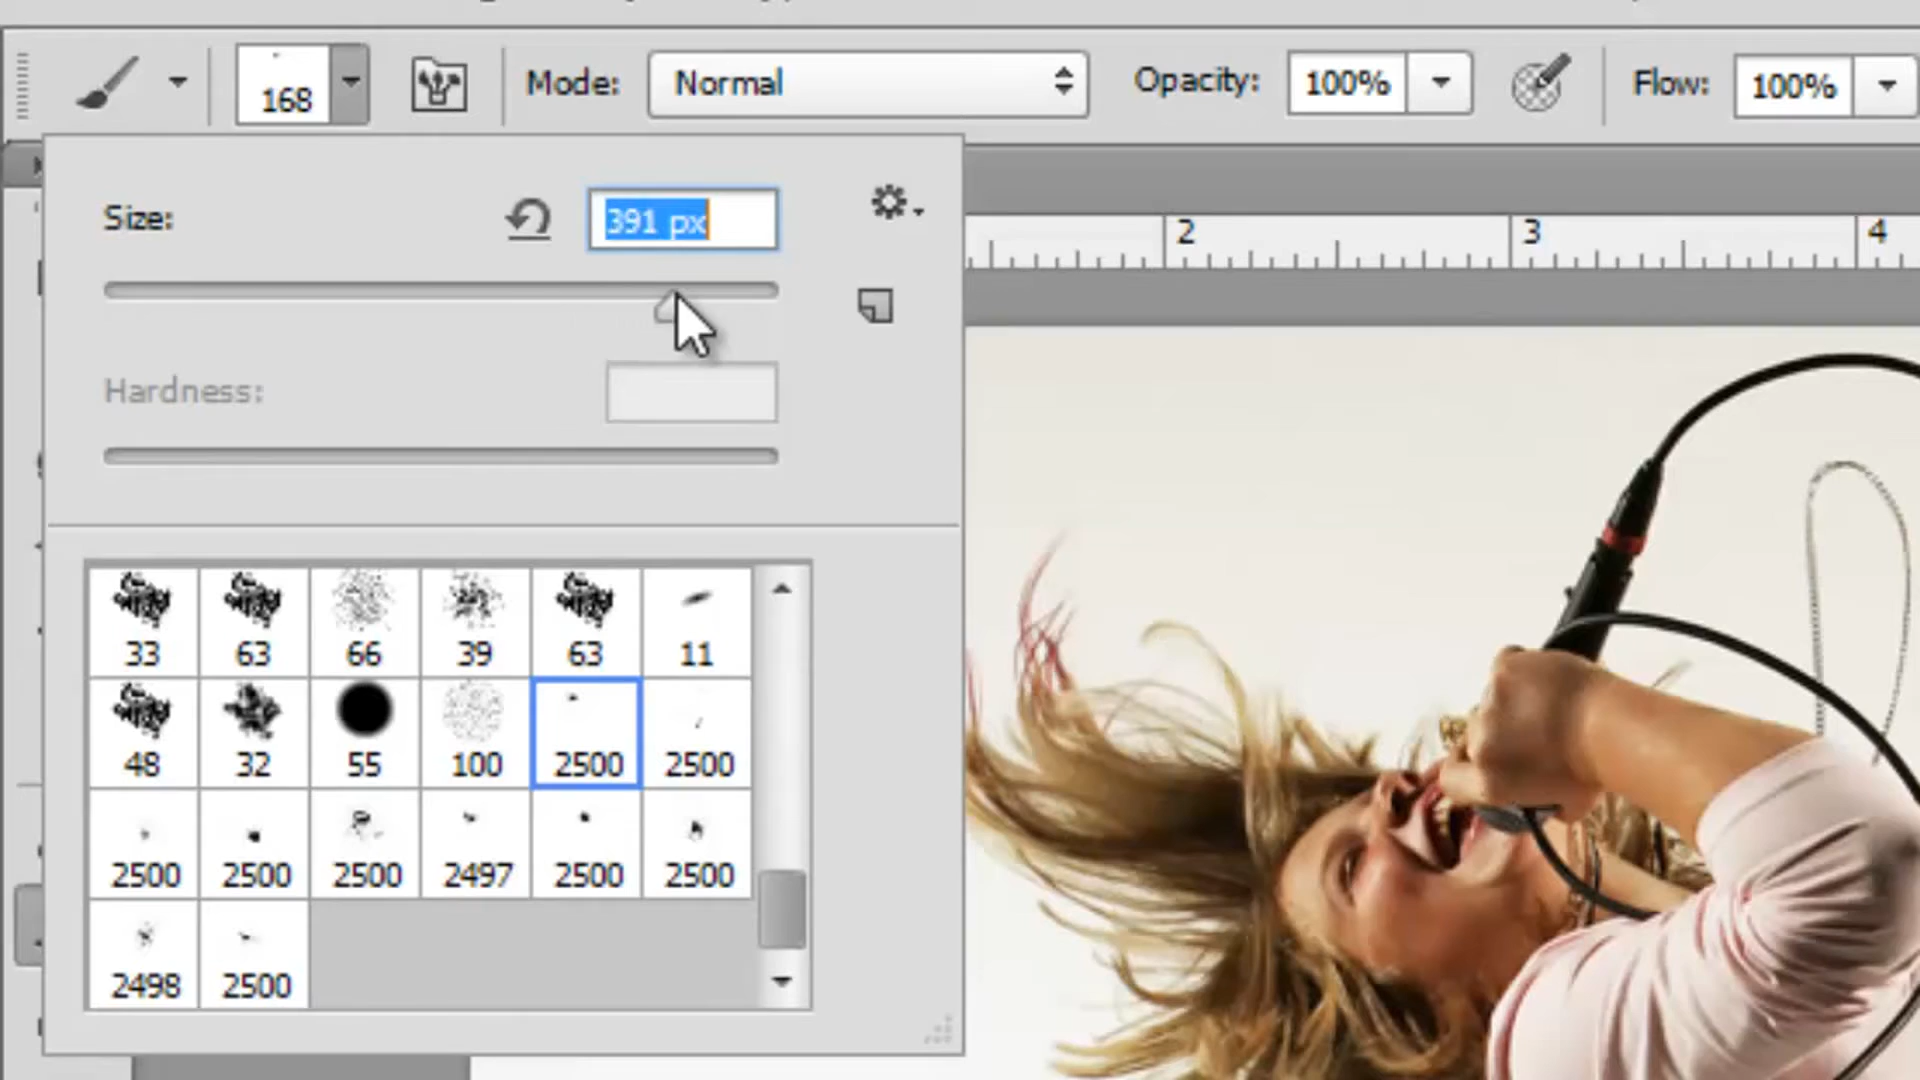 168 Mode: Normal Opacity: 100% Flow: 100%
Size: 391 px
2 3 4
Hardness:
33 63 66 39 63 11
48 32 55 100 2500 2500
2500 2500 2500 2497 2500 2500
2498 2500